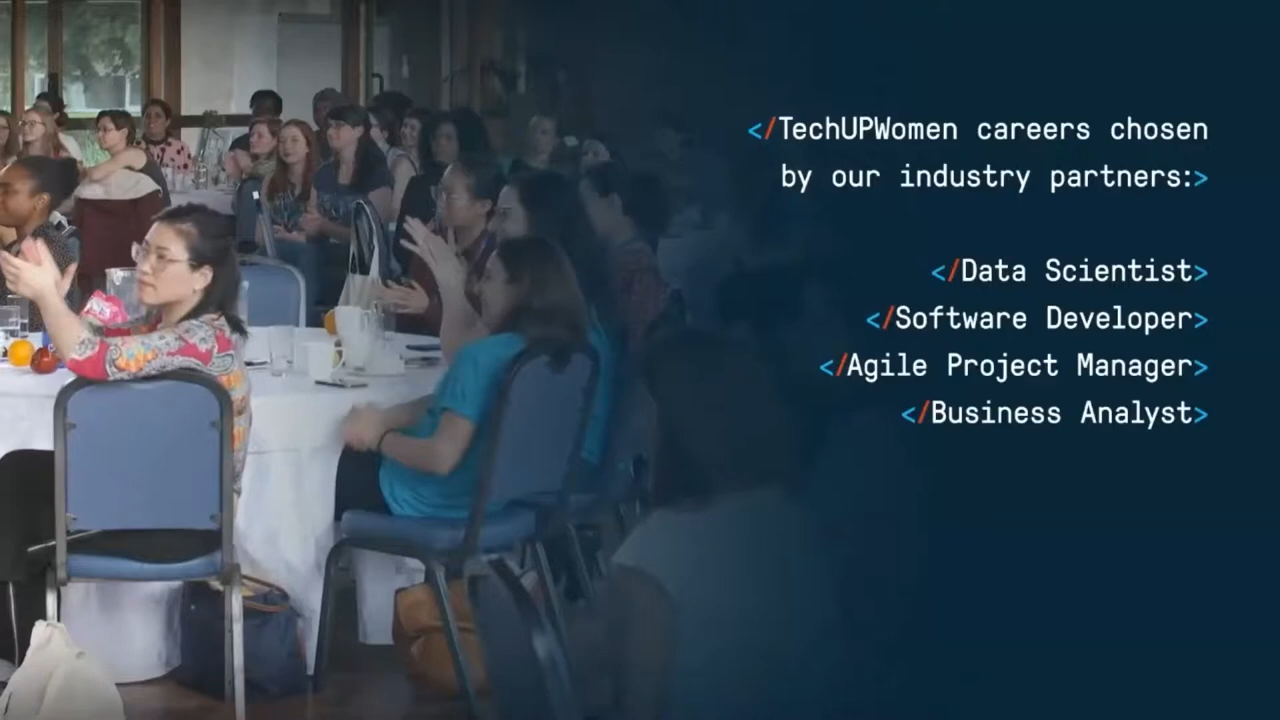 </TechUPWomen careers chosen
by our industry partners:>
</Data Scientist>
</Software Developer>
</Agile Project Manager>
</Business Analyst>